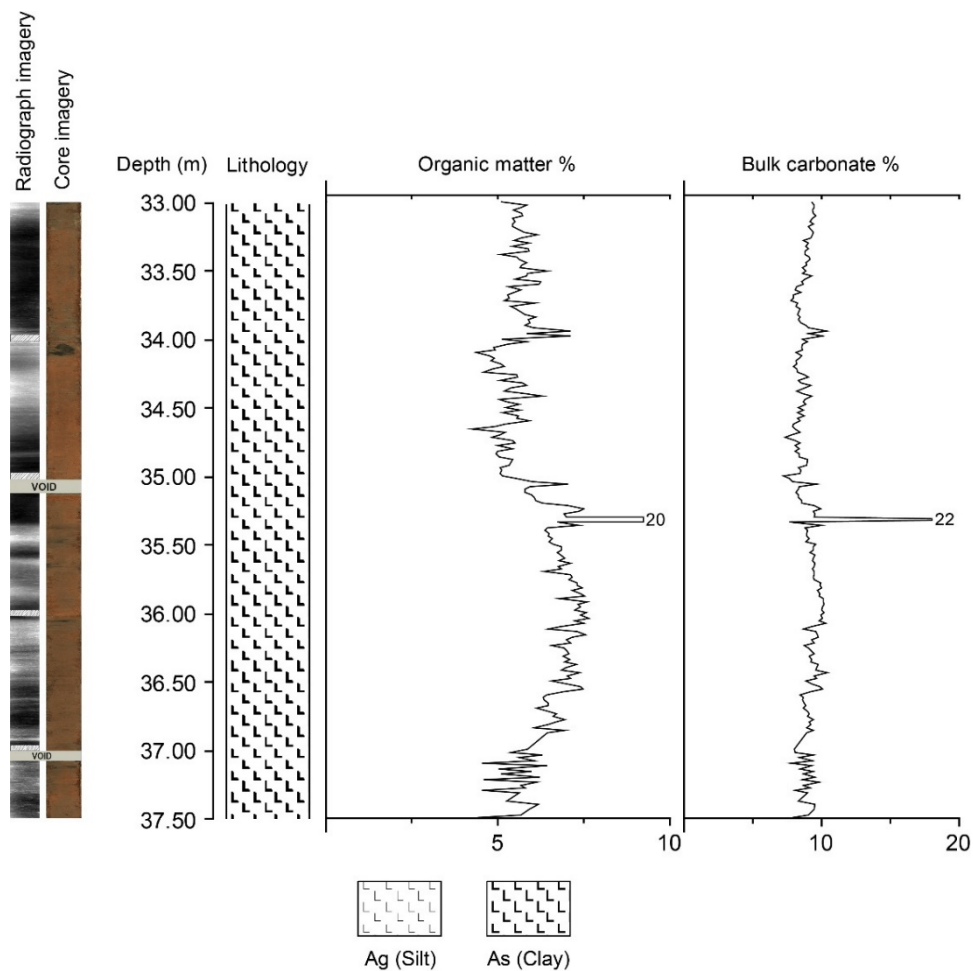 Radiograph imagery
Core imagery
Depth (m)
Lithology
Organic matter %
Bulk carbonate %
33.00
33.50
34.00
34.50
35.00
VOID
20
22
35.50
36.00
36.50
37.00
VOID
37.50
5
10
10
20
Ag (Silt)
As (Clay)